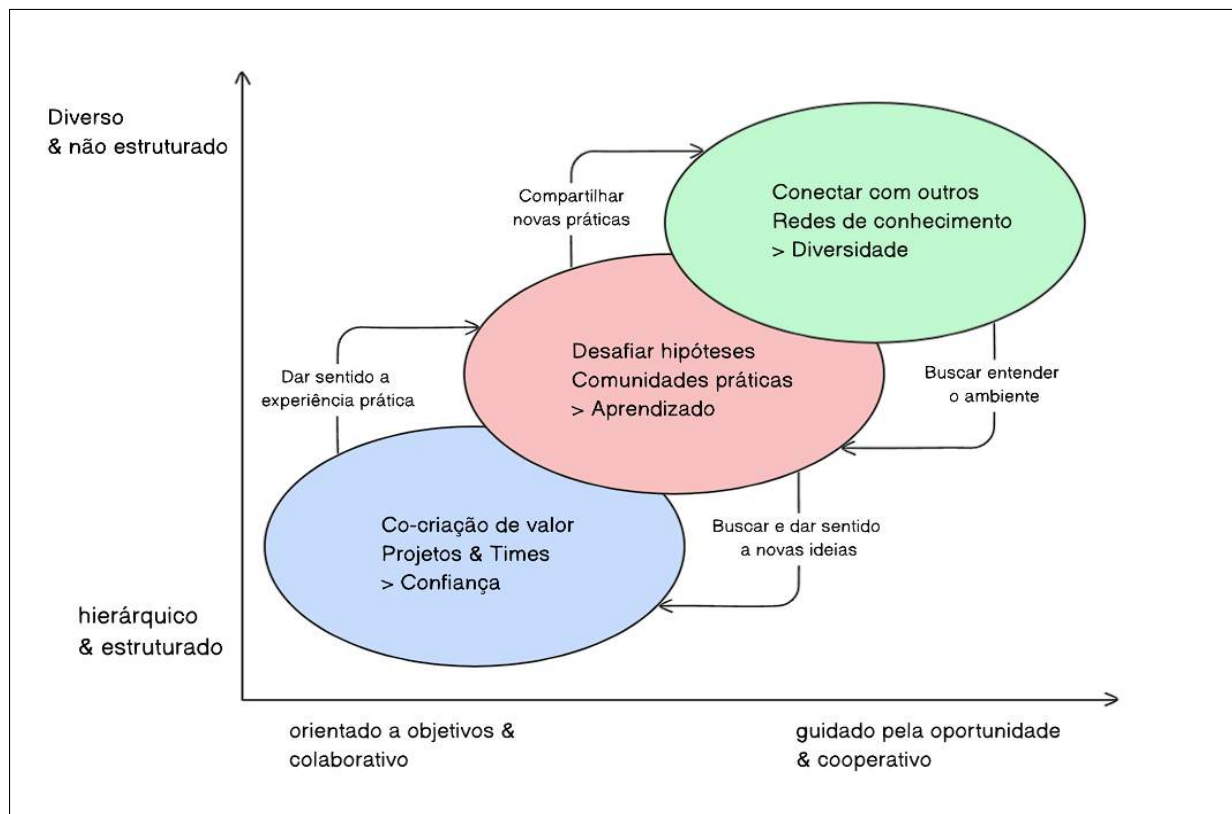 Diverso
& não estruturado
Compartilhar
novas práticas
Conectar com outros
Redes de conhecimento
> Diversidade
Dar sentido a
experiência prática
Desafiar hipóteses
Comunidades práticas
> Aprendizado
Buscar entender
o ambiente
Co-criação de valor
Projetos & Times
> Confiança
Buscar e dar sentido
a novas ideias
hierárquico
& estruturado
orientado a objetivos &
colaborativo
guiado pela oportunidade
& cooperativo